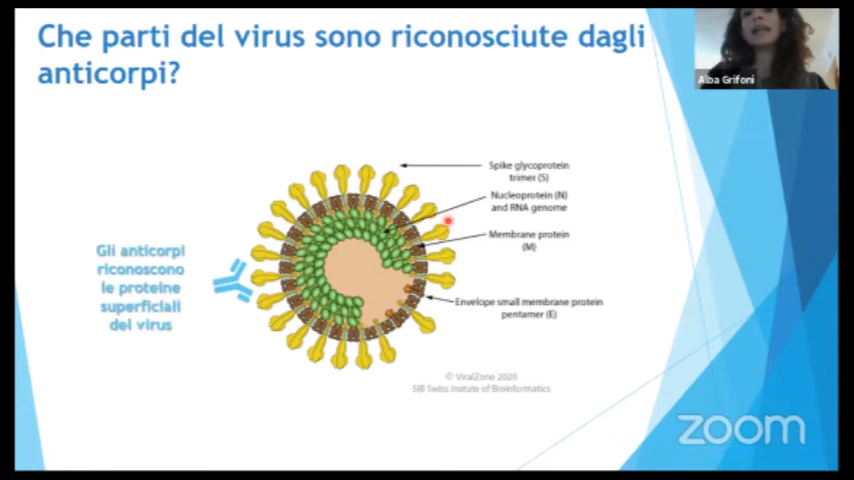 Che parti del virus sono riconosciute dagli
anticorpi?
Alba Grifoni
Spike glycoprotein
trimer (S)
Nucleoprotein (N)
and RNA genome
Membrane protein
(M)
Envelope small membrane protein
pentamer (E)
Gli anticorpi
riconoscono
le proteine
superficiali
del virus
© ViralZone 2020
SIB Swiss Instute of Bioinformatics
zoom